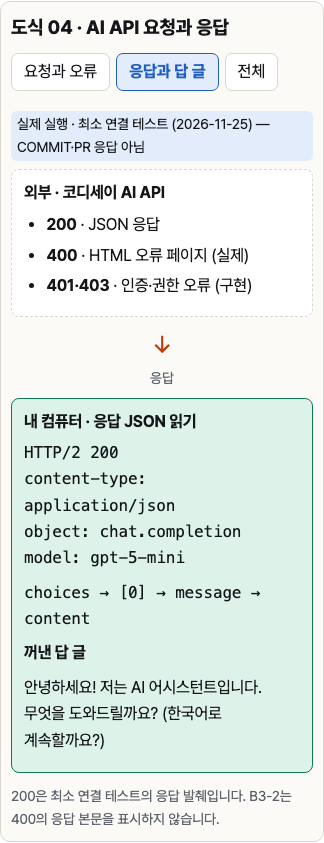 도식 04 · AI API 요청과 응답
요청과 오류
응답과 답 글
전체
실제 실행 · 최소 연결 테스트 (2026-11-25) —
COMMIT·PR 응답 아님
외부 · 코디세이 AI API
• 200 · JSON 응답
• 400 · HTML 오류 페이지 (실제)
• 401·403 · 인증·권한 오류 (구현)
↓
응답
내 컴퓨터 · 응답 JSON 읽기
HTTP/2 200
content-type:
application/json
object: chat.completion
model: gpt-5-mini
choices → [0] → message →
content
꺼낸 답 글
안녕하세요! 저는 AI 어시스턴트입니다.
무엇을 도와드릴까요? (한국어로
계속할까요?)
200은 최소 연결 테스트의 응답 발췌입니다. B3-2는
400의 응답 본문을 표시하지 않습니다.